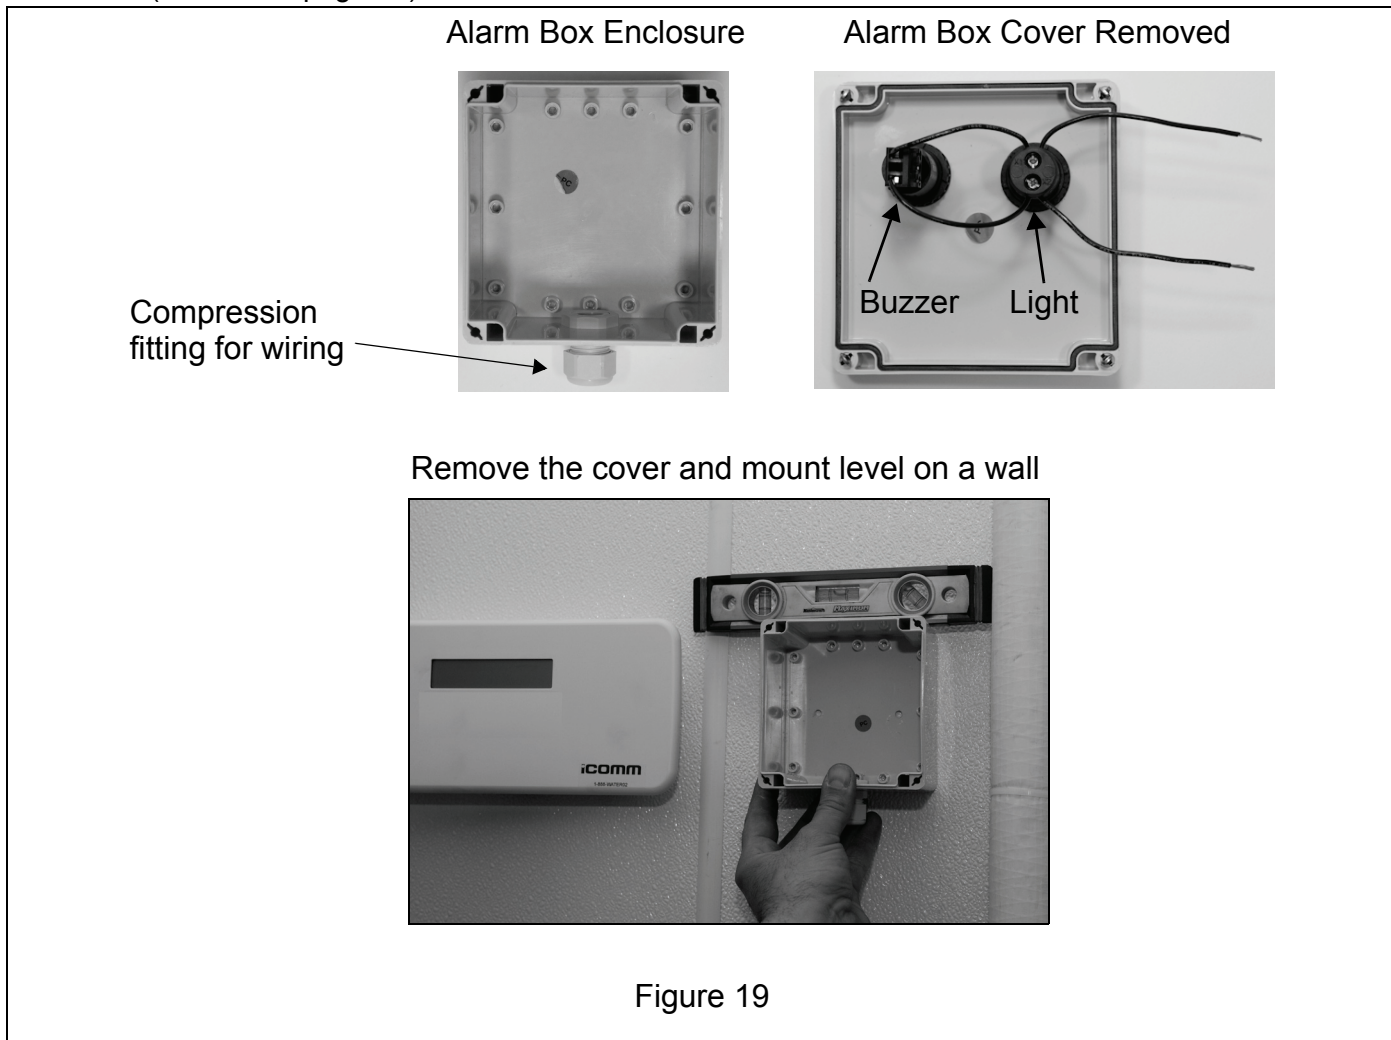 Alarm Box Enclosure
Alarm Box Cover Removed
PC
Buzzer
Light
Compression
fitting for wiring
Remove the cover and mount level on a wall
icomm
Figure 19